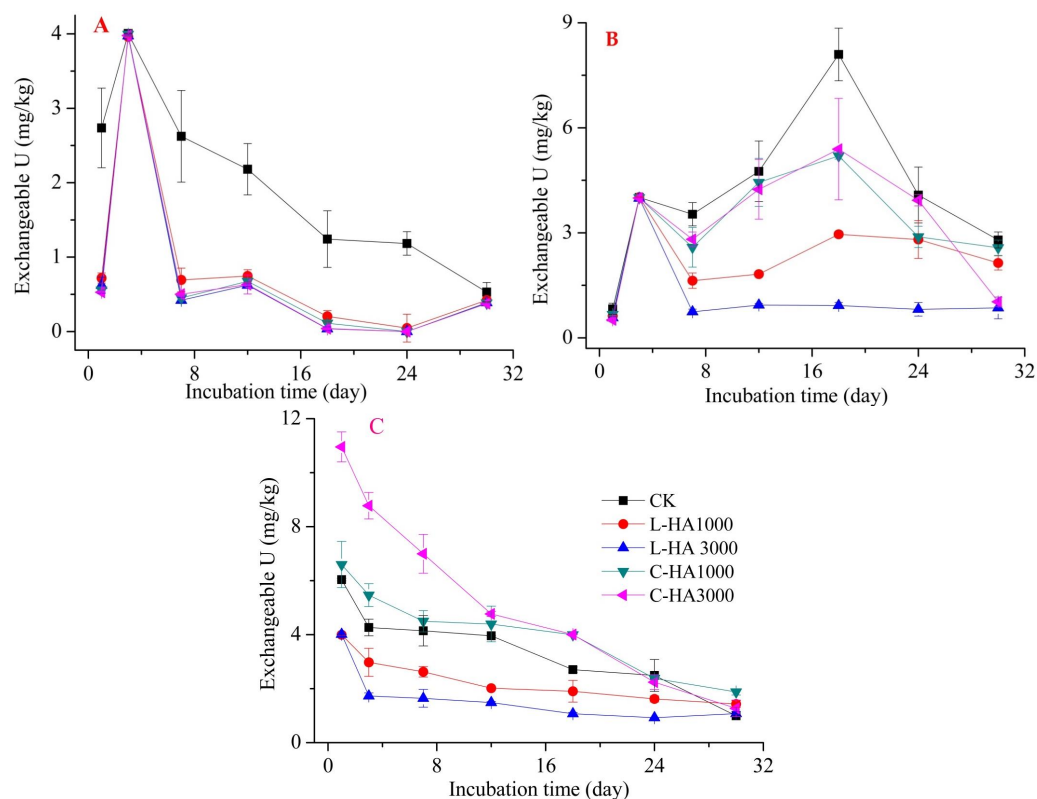 A
Exchangeable U (mg/kg)
4
3
2
1
0
0 8 16 24 32
Incubation time (day)
B
Exchangeable U (mg/kg)
9
6
3
0
0 8 16 24 32
Incubation time (day)
C
Exchangeable U (mg/kg)
12
8
4
0
0 8 16 24 32
Incubation time (day)
CK
L-HA1000
L-HA 3000
C-HA1000
C-HA3000